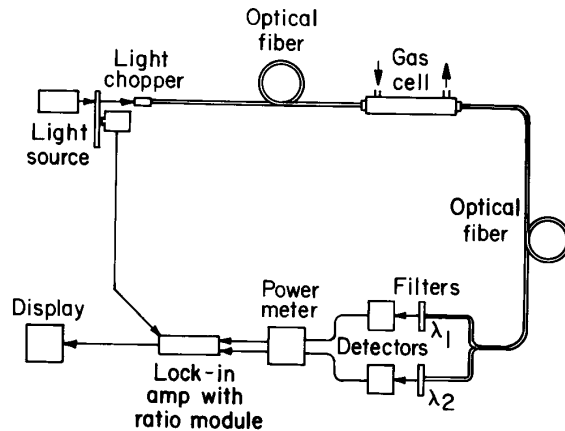 Optical
fiber
Light
chopper
Gas
cell
Light
source
Optical
fiber
Power
meter
Filters
λ1
Display
Detectors
λ2
Lock-in
amp with
ratio module